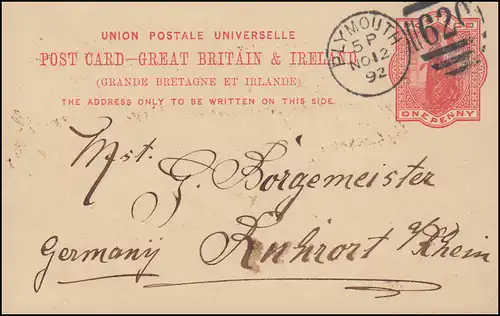 UNION POSTALE UNIVERSELLE
POST CARD—GREAT BRITAIN & IRELAND
(GRANDE BRETAGNE ET IRLANDE)
THE ADDRESS ONLY TO BE WRITTEN ON THIS SIDE.
PLYMOUTH
5 P
NO 12
92
620
ONE PENNY
Mst. G. Borgemeister
Germany Ruhrort a/Rhein